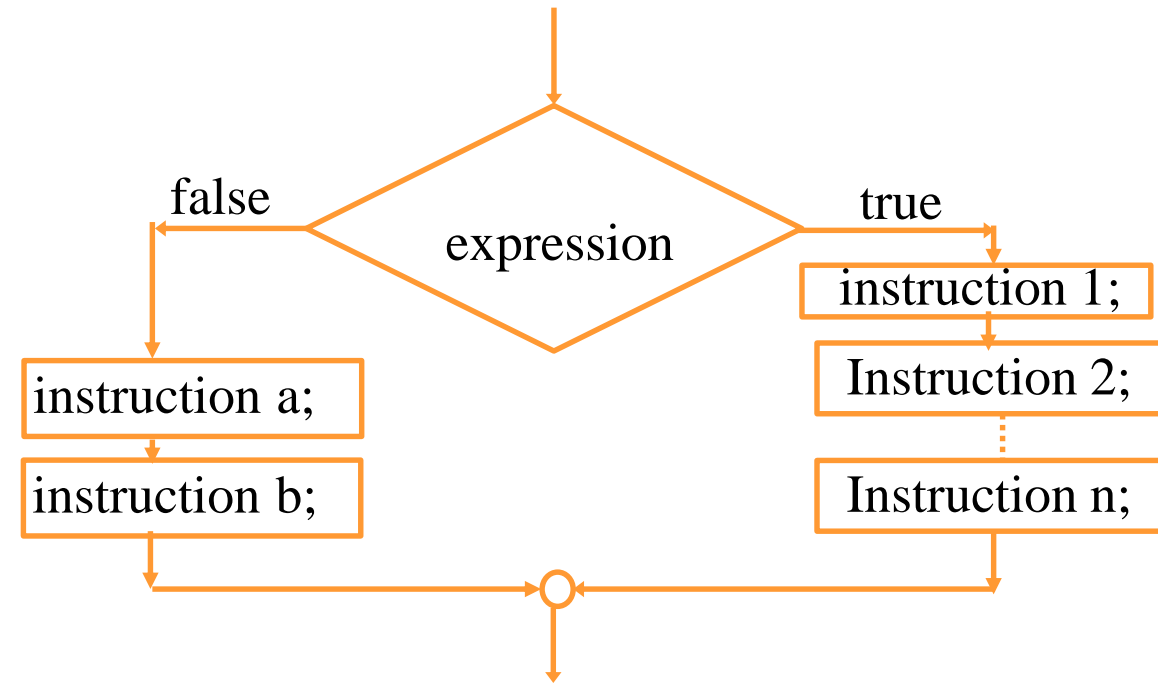 false
true
expression
instruction 1;
Instruction 2;
instruction a;
instruction b;
Instruction n;